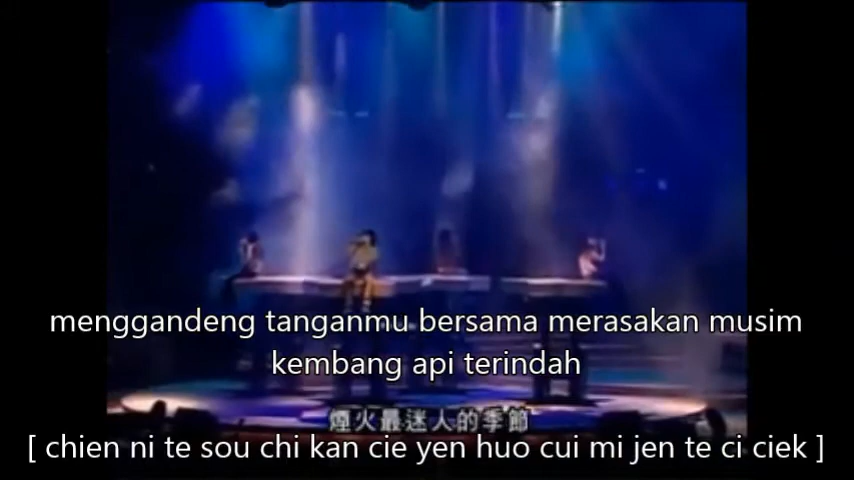 menggandeng tanganmu bersama merasakan musim
kembang api terindah
煙火最迷人的季節
[ chien ni te sou chi kan cie yen huo cui mi jen te ci ciek ]